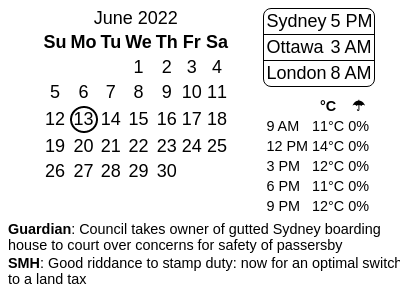 June 2022
Su Mo Tu We Th Fr Sa
1 2 3 4
5 6 7 8 9 10 11
12 13 14 15 16 17 18
19 20 21 22 23 24 25
26 27 28 29 30
Sydney 5 PM
Ottawa 3 AM
London 8 AM
°C ☂
9 AM 11°C 0%
12 PM 14°C 0%
3 PM 12°C 0%
6 PM 11°C 0%
9 PM 12°C 0%
Guardian: Council takes owner of gutted Sydney boarding
house to court over concerns for safety of passersby
SMH: Good riddance to stamp duty: now for an optimal switch
to a land tax